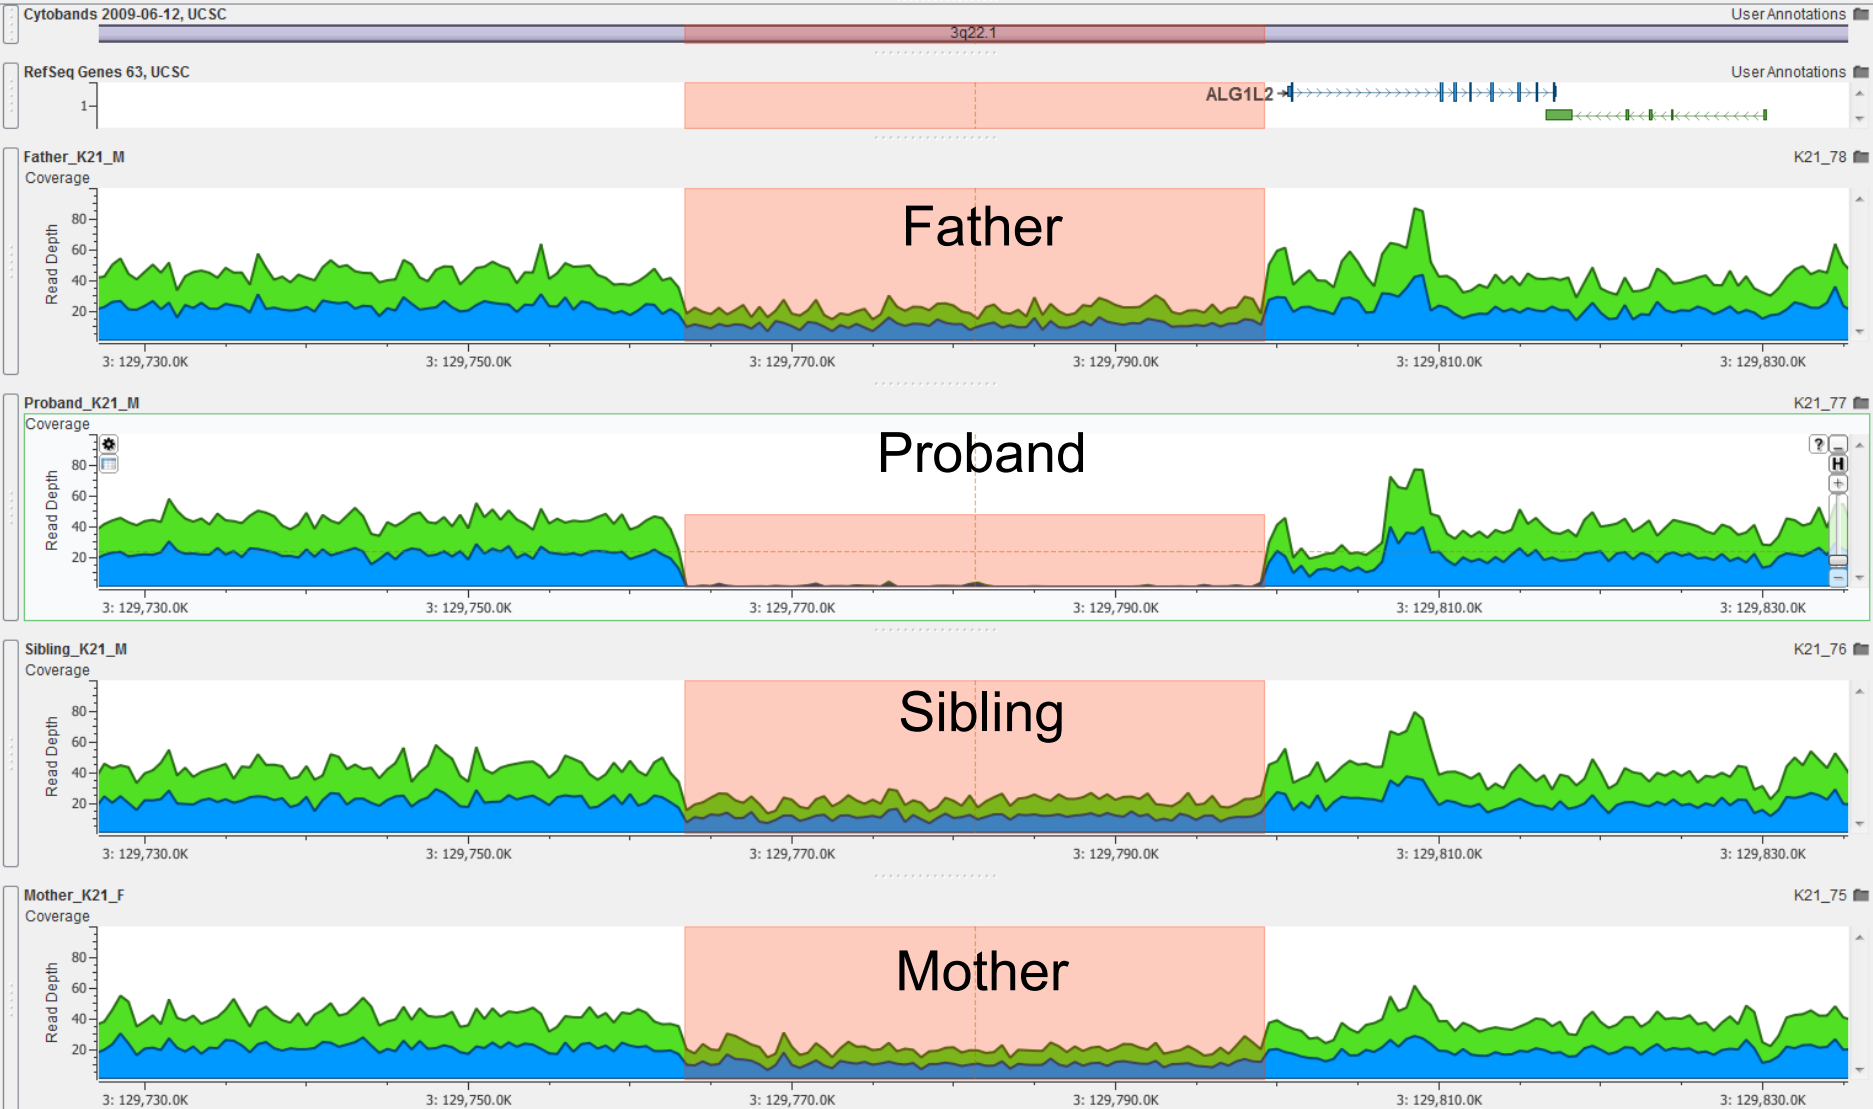 Cytobands 2009-06-12, UCSC
User Annotations
3q22.1
RefSeq Genes 63, UCSC
User Annotations
1
ALG1L2
Father_K21_M
K21_78
Coverage
Read Depth
80
60
40
20
Father
3: 129,730.0K 3: 129,750.0K 3: 129,770.0K 3: 129,790.0K 3: 129,810.0K 3: 129,830.0K
Proband_K21_M
K21_77
Coverage
Read Depth
80
60
40
20
Proband
?
H
3: 129,730.0K 3: 129,750.0K 3: 129,770.0K 3: 129,790.0K 3: 129,810.0K 3: 129,830.0K
Sibling_K21_M
K21_76
Coverage
Read Depth
80
60
40
20
Sibling
3: 129,730.0K 3: 129,750.0K 3: 129,770.0K 3: 129,790.0K 3: 129,810.0K 3: 129,830.0K
Mother_K21_F
K21_75
Coverage
Read Depth
80
60
40
20
Mother
3: 129,730.0K 3: 129,750.0K 3: 129,770.0K 3: 129,790.0K 3: 129,810.0K 3: 129,830.0K